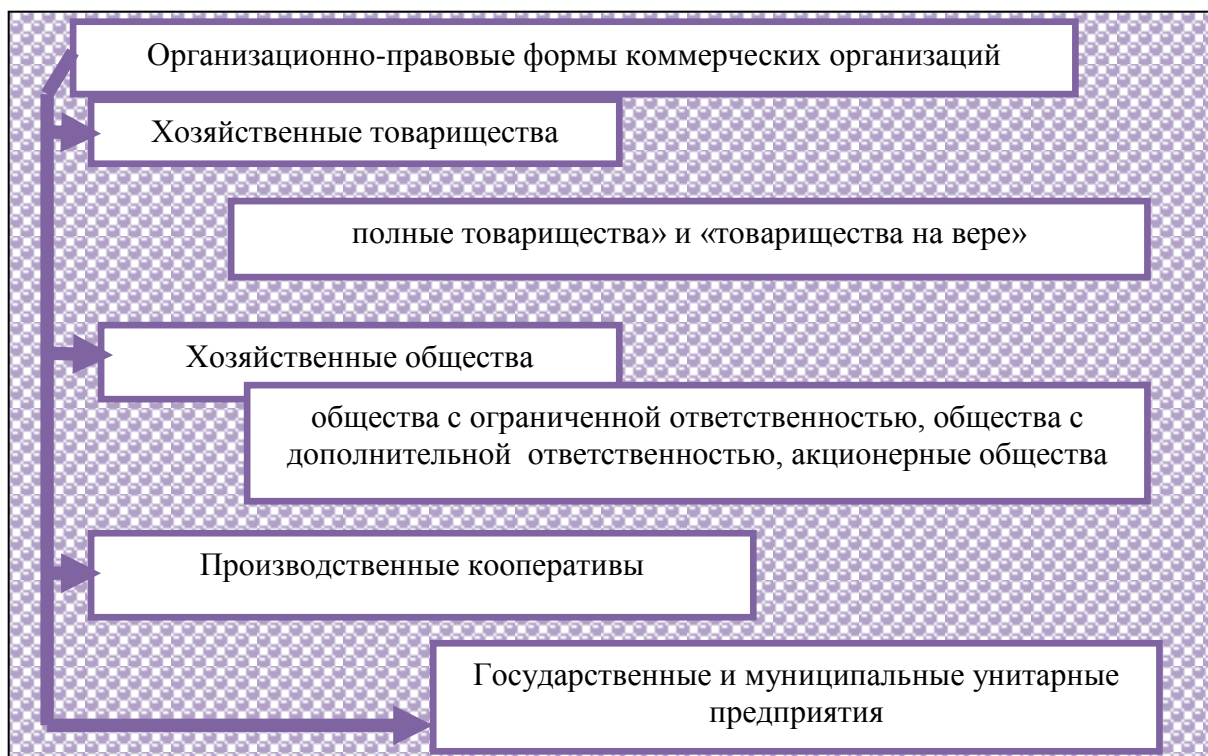 Организационно-правовые формы коммерческих организаций
Хозяйственные товарищества
полные товарищества» и «товарищества на вере»
Хозяйственные общества
общества с ограниченной ответственностью, общества с
дополнительной ответственностью, акционерные общества
Производственные кооперативы
Государственные и муниципальные унитарные
предприятия